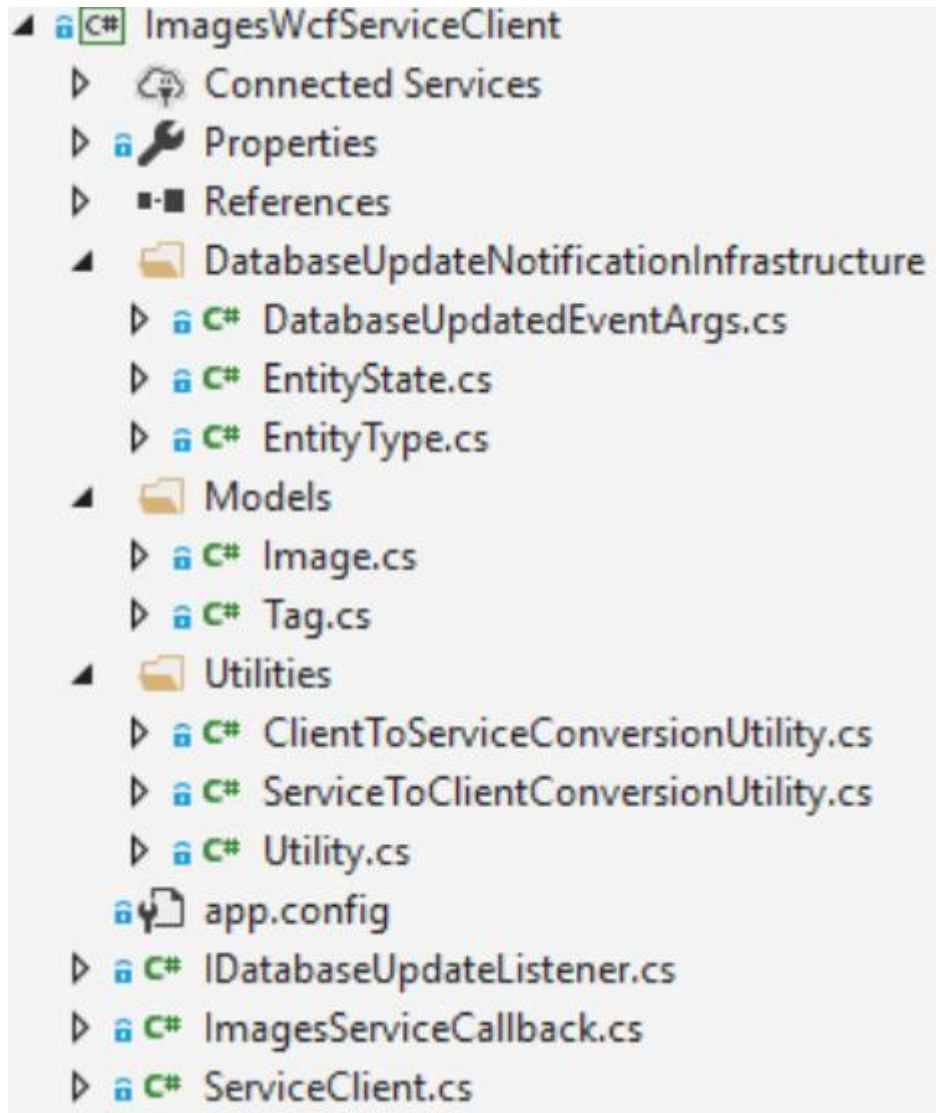 C# ImagesWcfServiceClient
Connected Services
Properties
References
DatabaseUpdateNotificationInfrastructure
C# DatabaseUpdatedEventArgs.cs
C# EntityState.cs
C# EntityType.cs
Models
C# Image.cs
C# Tag.cs
Utilities
C# ClientToServiceConversionUtility.cs
C# ServiceToClientConversionUtility.cs
C# Utility.cs
app.config
C# IDatabaseUpdateListener.cs
C# ImagesServiceCallback.cs
C# ServiceClient.cs